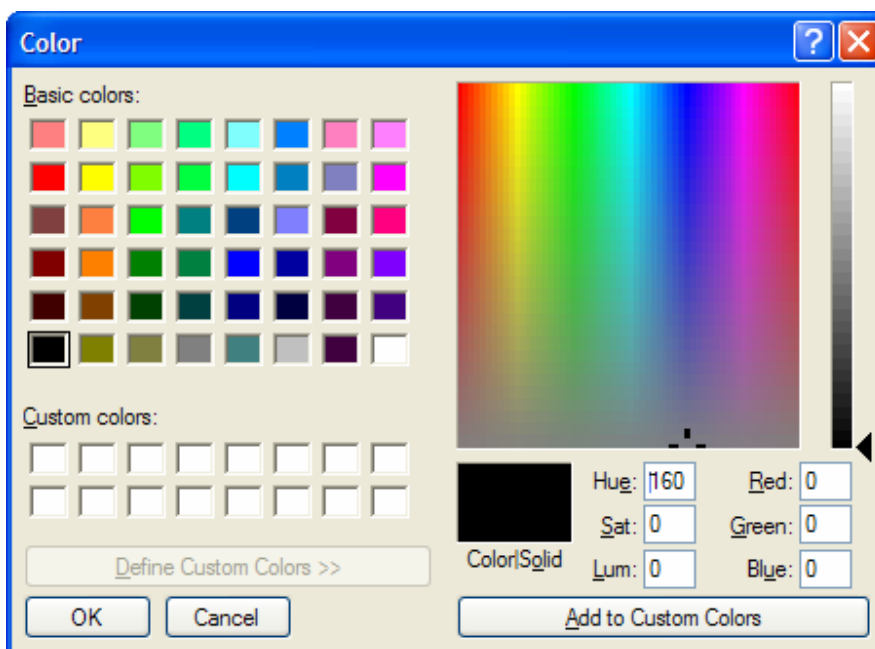 Color
Basic colors:
Custom colors:
Define Custom Colors >>
OK Cancel
Color|Solid
Hue: 160 Red: 0
Sat: 0 Green: 0
Lum: 0 Blue: 0
Add to Custom Colors